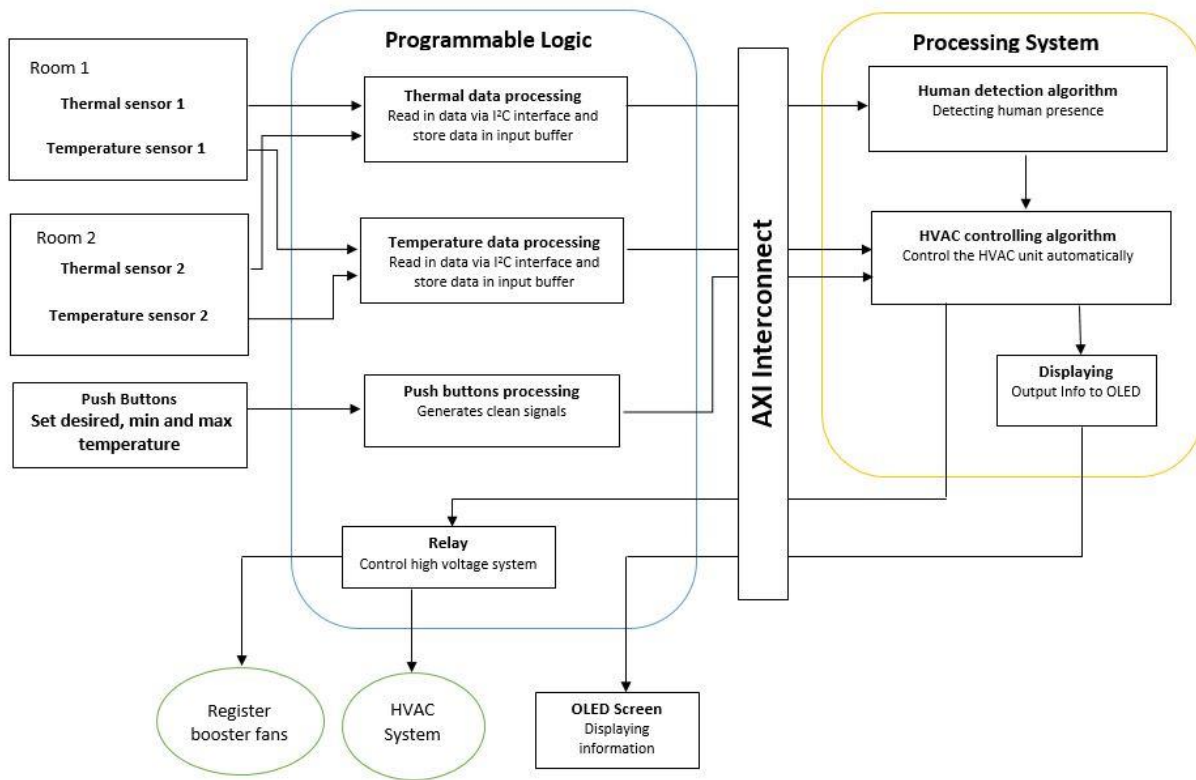 Programmable Logic
Processing System
Room 1
Thermal sensor 1
Temperature sensor 1
Thermal data processing
Read in data via I²C interface and
store data in input buffer
Human detection algorithm
Detecting human presence
Room 2
Thermal sensor 2
Temperature sensor 2
Temperature data processing
Read in data via I²C interface and
store data in input buffer
HVAC controlling algorithm
Control the HVAC unit automatically
AXI Interconnect
Push Buttons
Set desired, min and max
temperature
Push buttons processing
Generates clean signals
Displaying
Output Info to OLED
Relay
Control high voltage system
Register
booster fans
HVAC
System
OLED Screen
Displaying
information